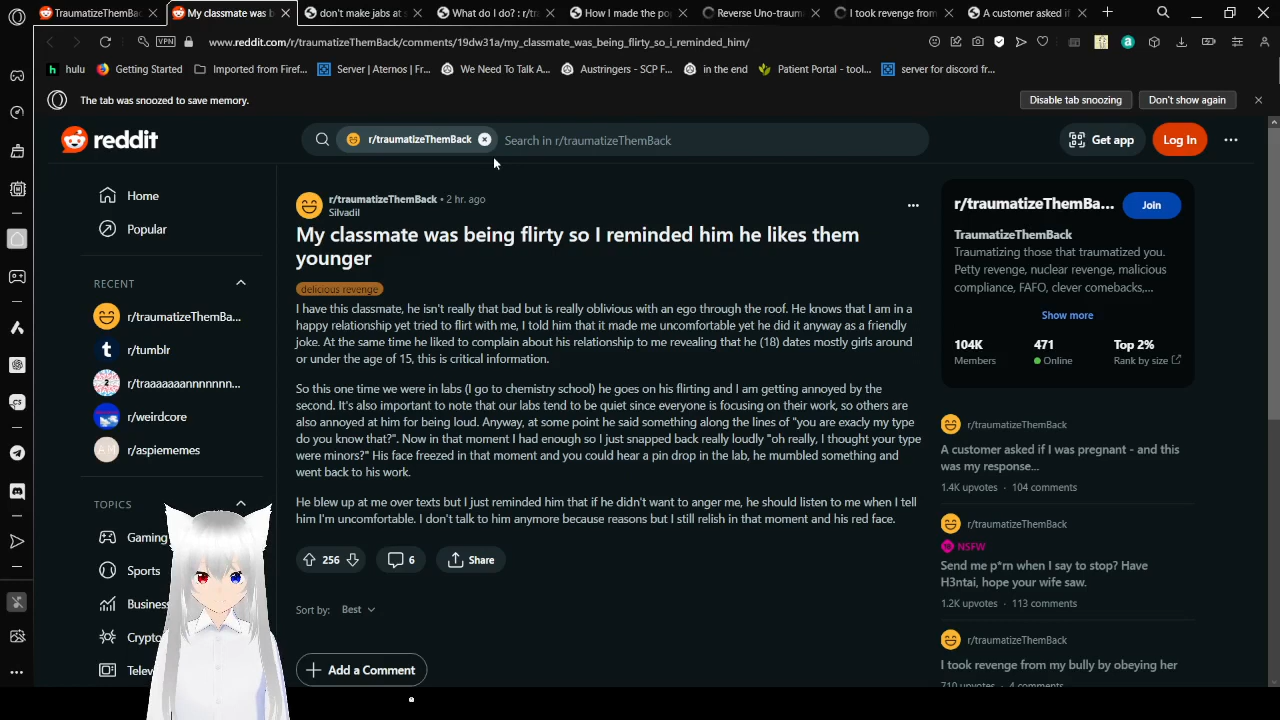 TraumatizeThemBack
My classmate was b
don't make jabs at s
What do I do? : r/tr
How I made the po
Reverse Uno-traum
I took revenge from
A customer asked if
VPN
www.reddit.com/r/traumatizeThemBack/comments/19dw31a/my_classmate_was_being_flirty_so_i_reminded_him/
hulu
Getting Started
Imported from Firef...
Server | Aternos | Fr...
We Need To Talk A...
Austringers - SCP F...
in the end
Patient Portal - tool...
server for discord fr...
The tab was snoozed to save memory.
Disable tab snoozing
Don't show again
reddit
r/traumatizeThemBack
Search in r/traumatizeThemBack
Get app
Log In
Home
Popular
RECENT
r/traumatizeThemBa...
r/tumblr
r/traaaaaaannnnnnn...
r/weirdcore
r/aspiememes
TOPICS
Gaming
Sports
Business
Crypto
Telev
r/traumatizeThemBack • 2 hr. ago
Silvadil
My classmate was being flirty so I reminded him he likes them
younger
delicious revenge
I have this classmate, he isn't really that bad but is really oblivious with an ego through the roof. He knows that I am in a
happy relationship yet tried to flirt with me, I told him that it made me uncomfortable yet he did it anyway as a friendly
joke. At the same time he liked to complain about his relationship to me revealing that he (18) dates mostly girls around
or under the age of 15, this is critical information.
So this one time we were in labs (I go to chemistry school) he goes on his flirting and I am getting annoyed by the
second. It's also important to note that our labs tend to be quiet since everyone is focusing on their work, so others are
also annoyed at him for being loud. Anyway, at some point he said something along the lines of "you are exacly my type
do you know that?". Now in that moment I had enough so I just snapped back really loudly "oh really, I thought your type
were minors?" His face freezed in that moment and you could hear a pin drop in the lab, he mumbled something and
went back to his work.
He blew up at me over texts but I just reminded him that if he didn't want to anger me, he should listen to me when I tell
him I'm uncomfortable. I don't talk to him anymore because reasons but I still relish in that moment and his red face.
256
6
Share
Sort by:
Best
Add a Comment
r/traumatizeThemBa...
Join
TraumatizeThemBack
Traumatizing those that traumatized you.
Petty revenge, nuclear revenge, malicious
compliance, FAFO, clever comebacks,...
Show more
104K
471
Top 2%
Members
Online
Rank by size
r/traumatizeThemBack
A customer asked if I was pregnant - and this
was my response...
1.4K upvotes · 104 comments
r/traumatizeThemBack
NSFW
Send me p*rn when I say to stop? Have
H3ntai, hope your wife saw.
1.2K upvotes · 113 comments
r/traumatizeThemBack
I took revenge from my bully by obeying her
710 upvotes · 4 comments